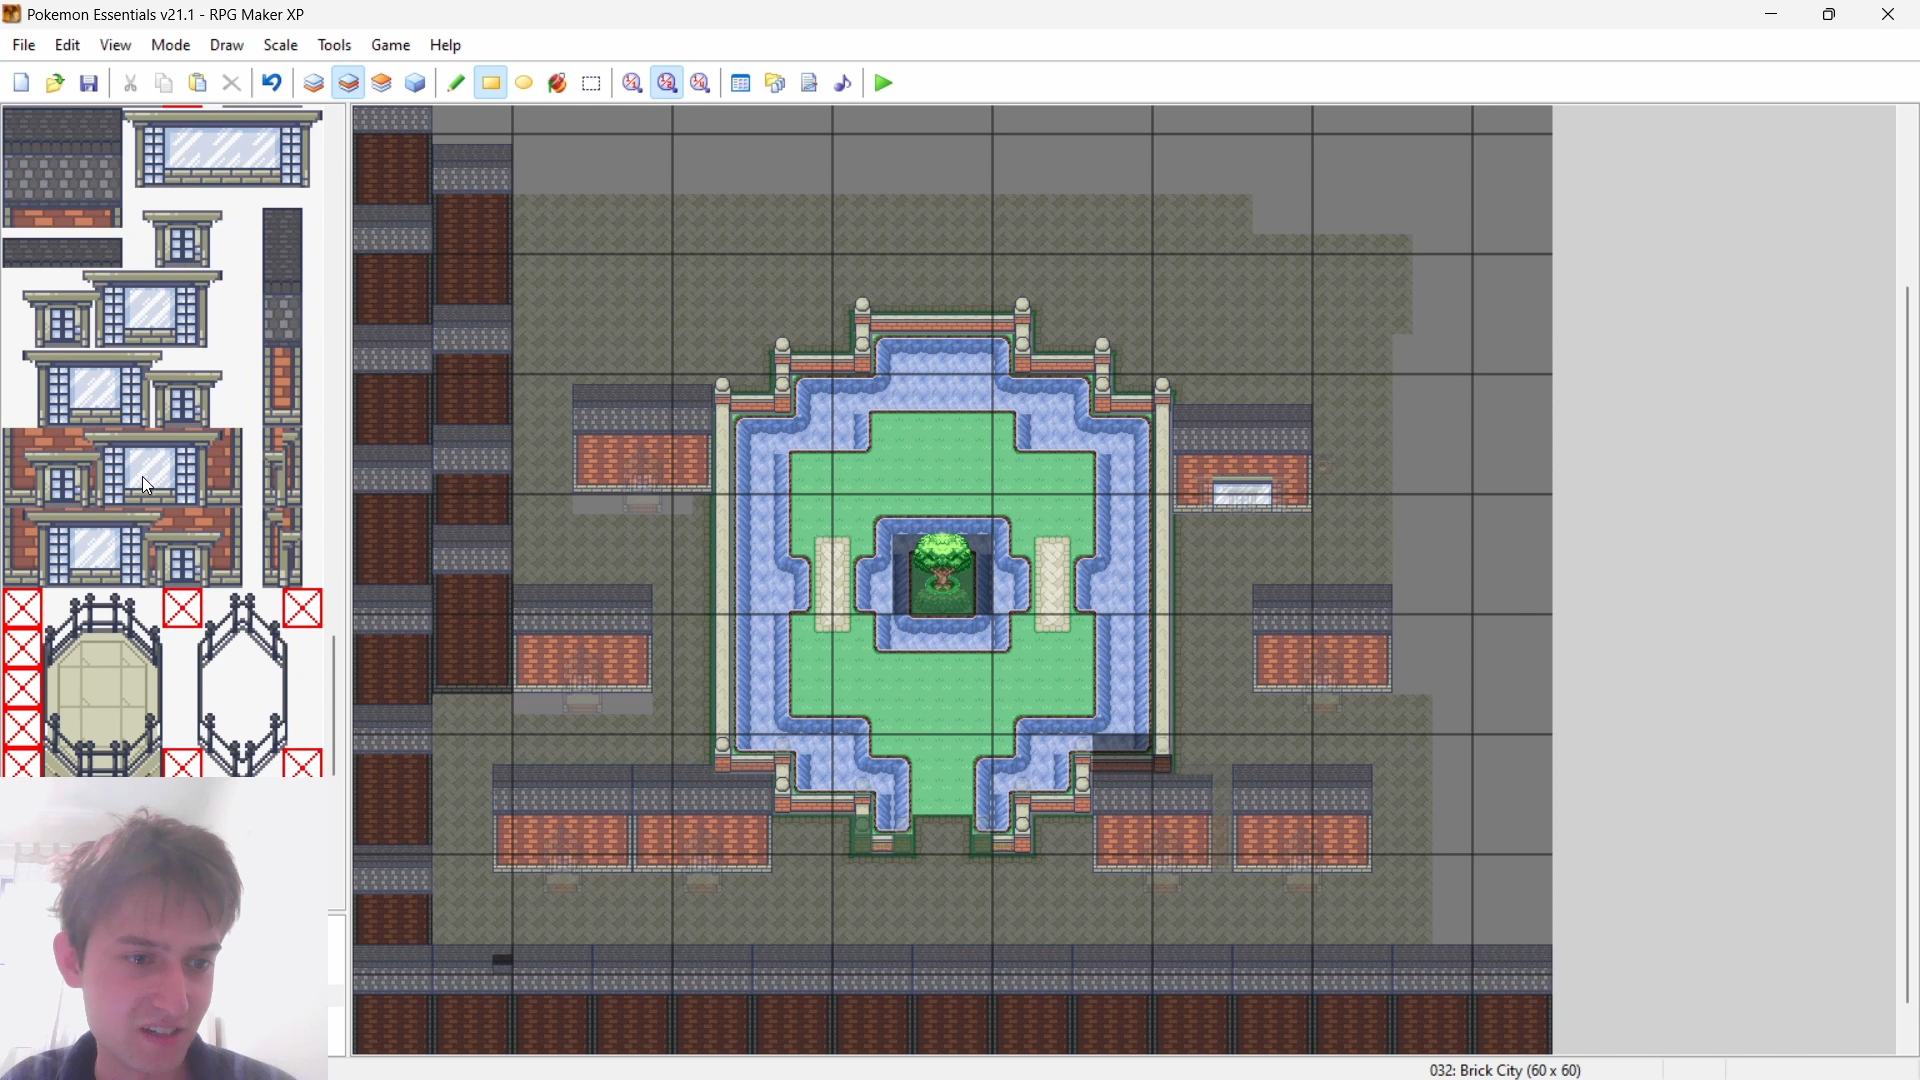 Pokemon Essentials v21.1 - RPG Maker XP
File Edit View Mode Draw Scale Tools Game Help
032: Brick City (60 x 60)